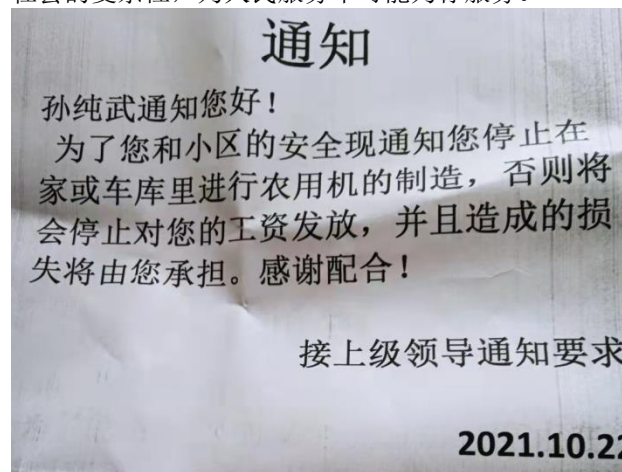 通知
孙纯武通知您好！
为了您和小区的安全现通知您停止在
家或车库里进行农用机的制造，否则将
会停止对您的工资发放，并且造成的损
失将由您承担。感谢配合！
接上级领导通知要求
2021.10.22